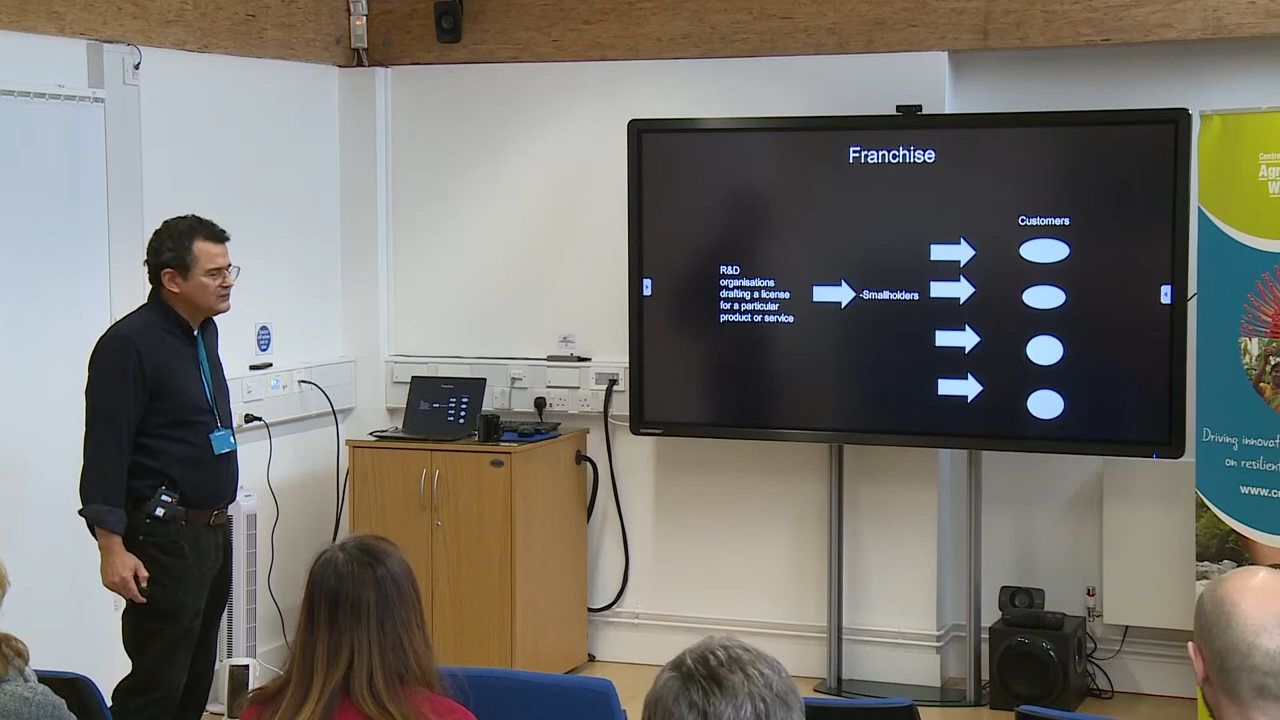 Franchise
Customers
R&D
organisations
drafting a license
for a particular
product or service
-Smallholders
Driving innovat
on resilien
www.c